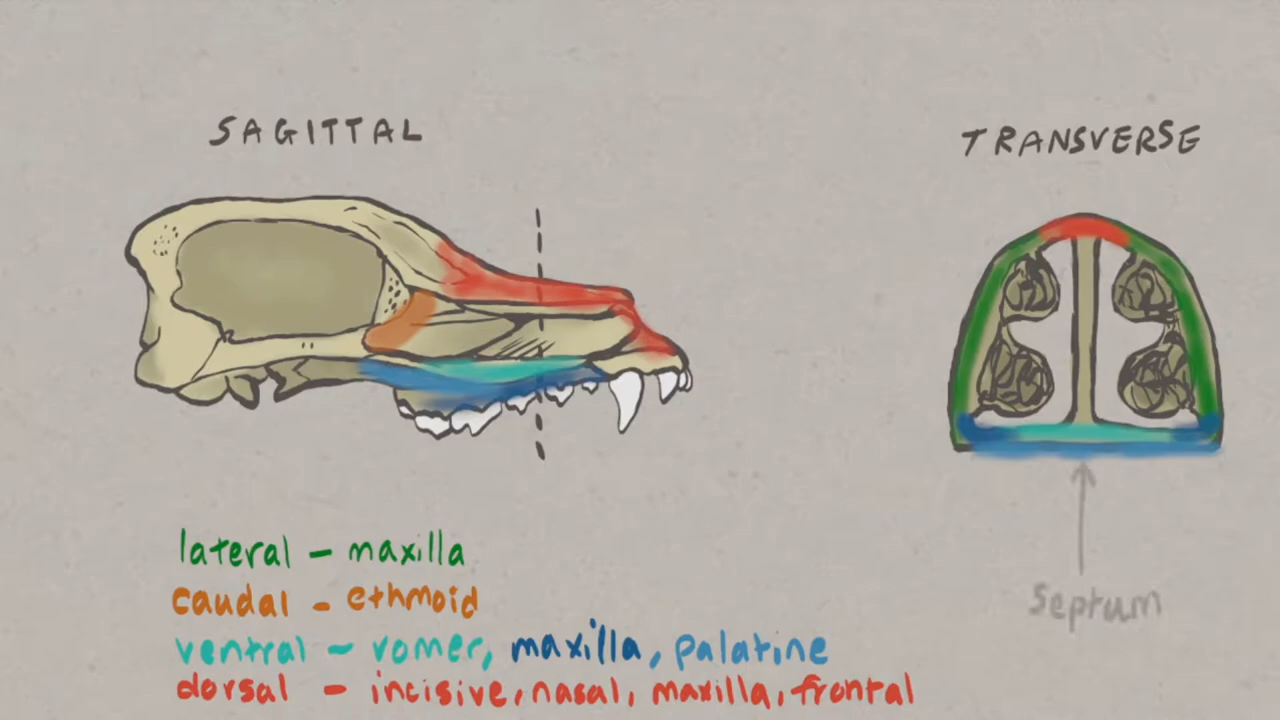 SAGITTAL
TRANSVERSE
septum
lateral - maxilla
caudal - ethmoid
ventral - vomer, maxilla, palatine
dorsal - incisive, nasal, maxilla, frontal